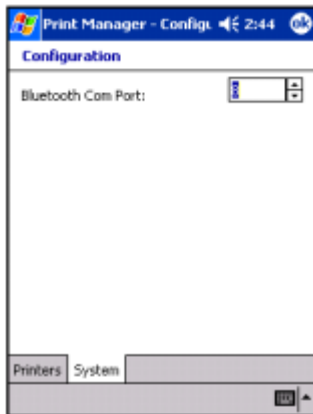 Print Manager - Configu 2:44 ok
Configuration
Bluetooth Com Port:
Printers System